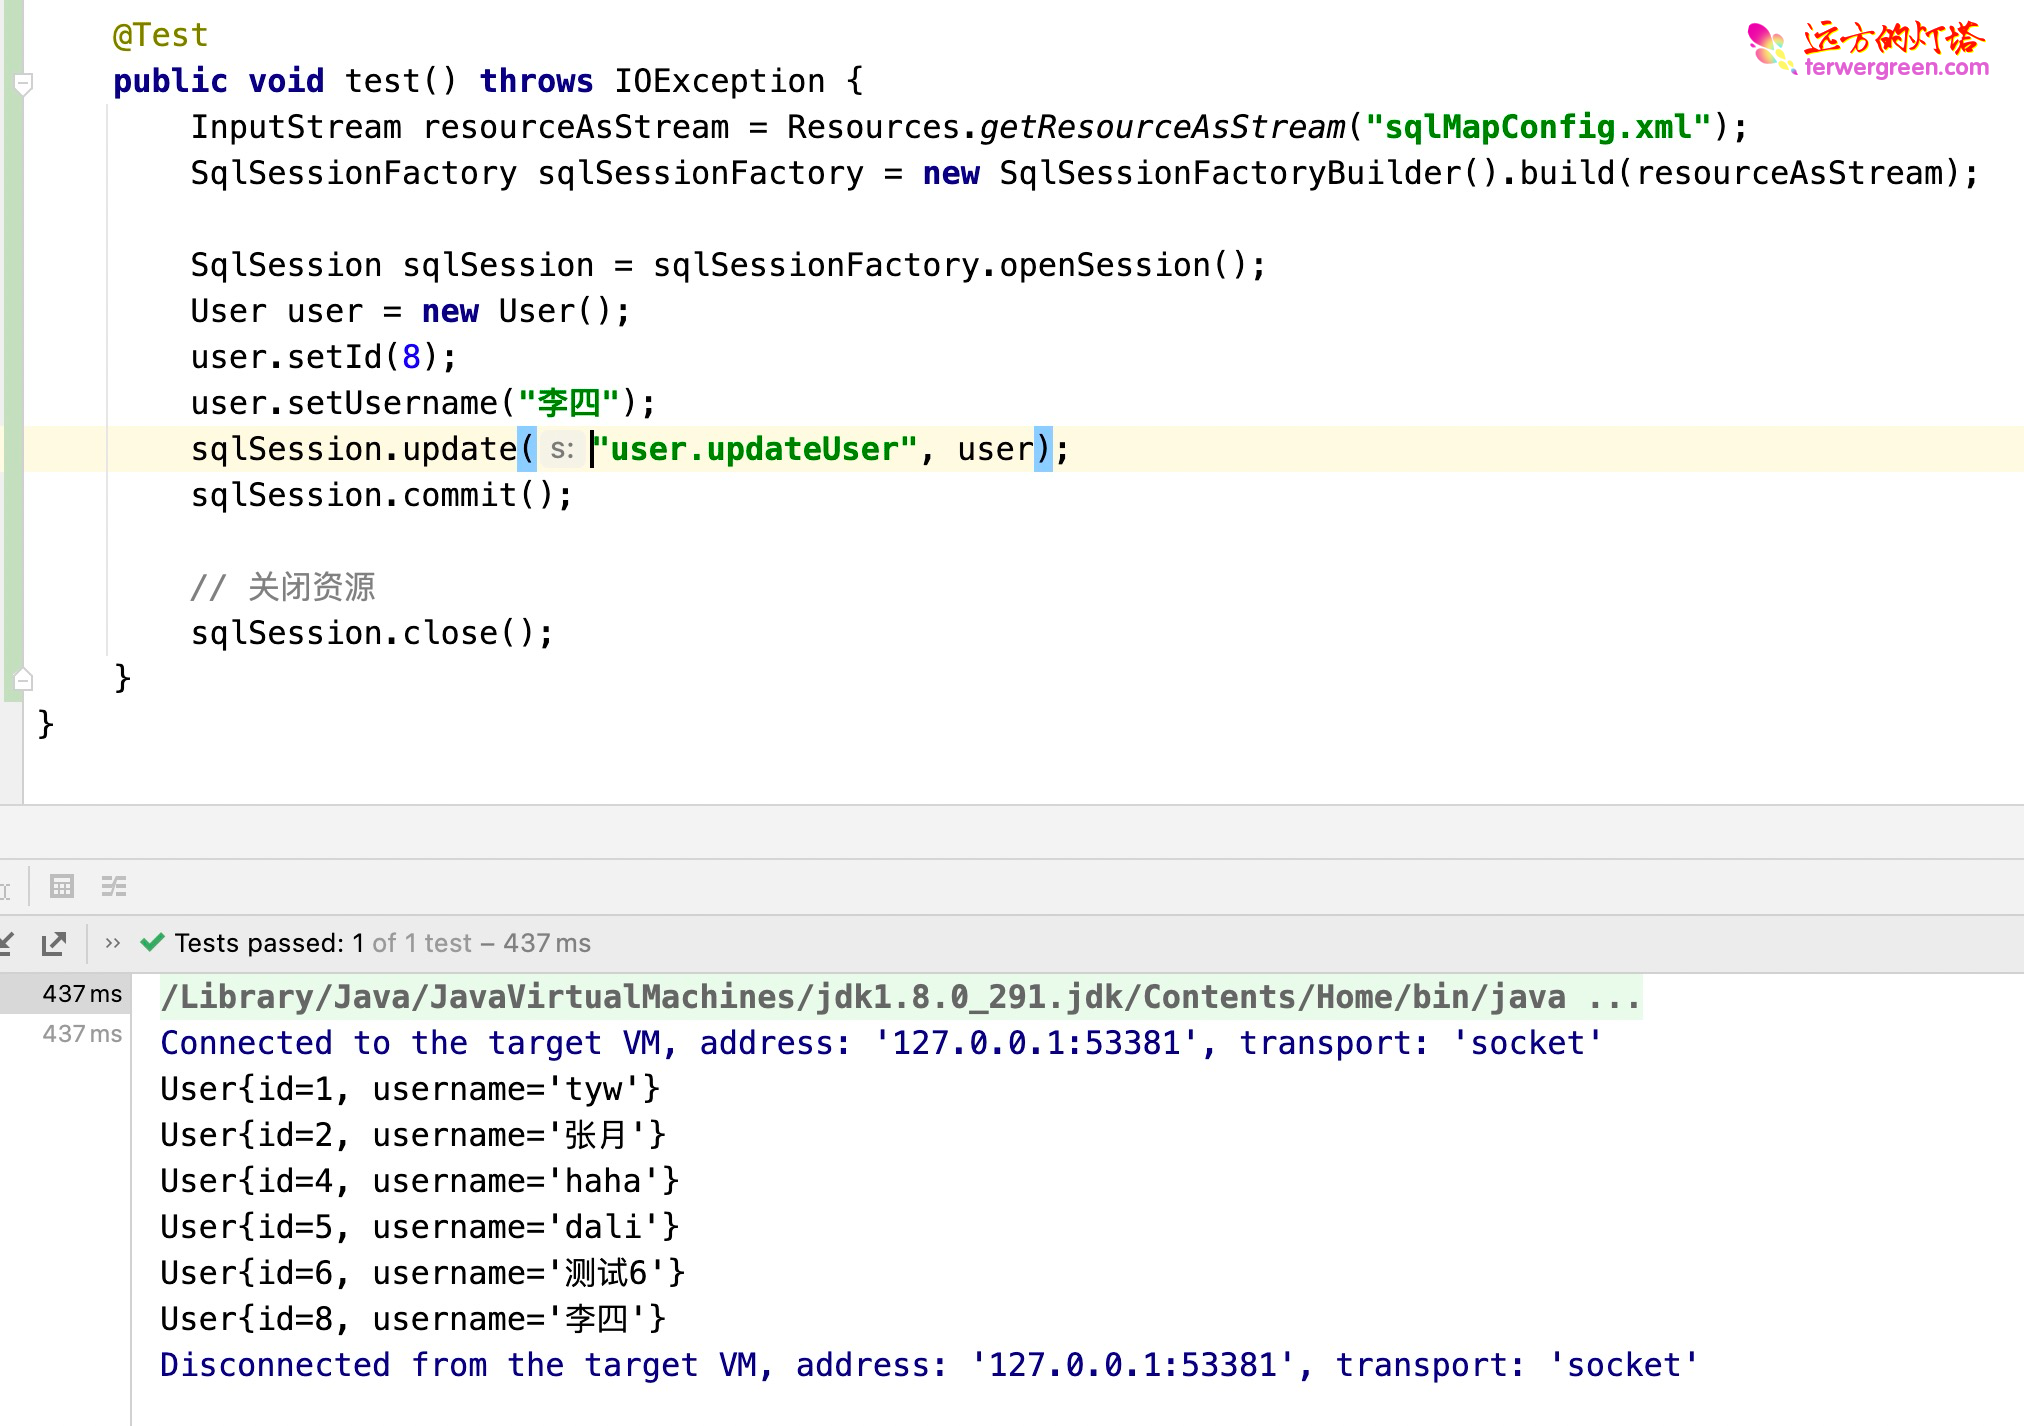 @Test
远方的灯塔
terwergreen.com
public void test() throws IOException {
InputStream resourceAsStream = Resources.getResourceAsStream("sqlMapConfig.xml");
SqlSessionFactory sqlSessionFactory = new SqlSessionFactoryBuilder().build(resourceAsStream);
SqlSession sqlSession = sqlSessionFactory.openSession();
User user = new User();
user.setId(8);
user.setUsername("李四");
sqlSession.update( s: "user.updateUser", user);
sqlSession.commit();
// 关闭资源
sqlSession.close();
}
}
›› Tests passed: 1 of 1 test – 437 ms
437 ms
437 ms
/Library/Java/JavaVirtualMachines/jdk1.8.0_291.jdk/Contents/Home/bin/java ...
Connected to the target VM, address: '127.0.0.1:53381', transport: 'socket'
User{id=1, username='tyw'}
User{id=2, username='张月'}
User{id=4, username='haha'}
User{id=5, username='dali'}
User{id=6, username='测试6'}
User{id=8, username='李四'}
Disconnected from the target VM, address: '127.0.0.1:53381', transport: 'socket'